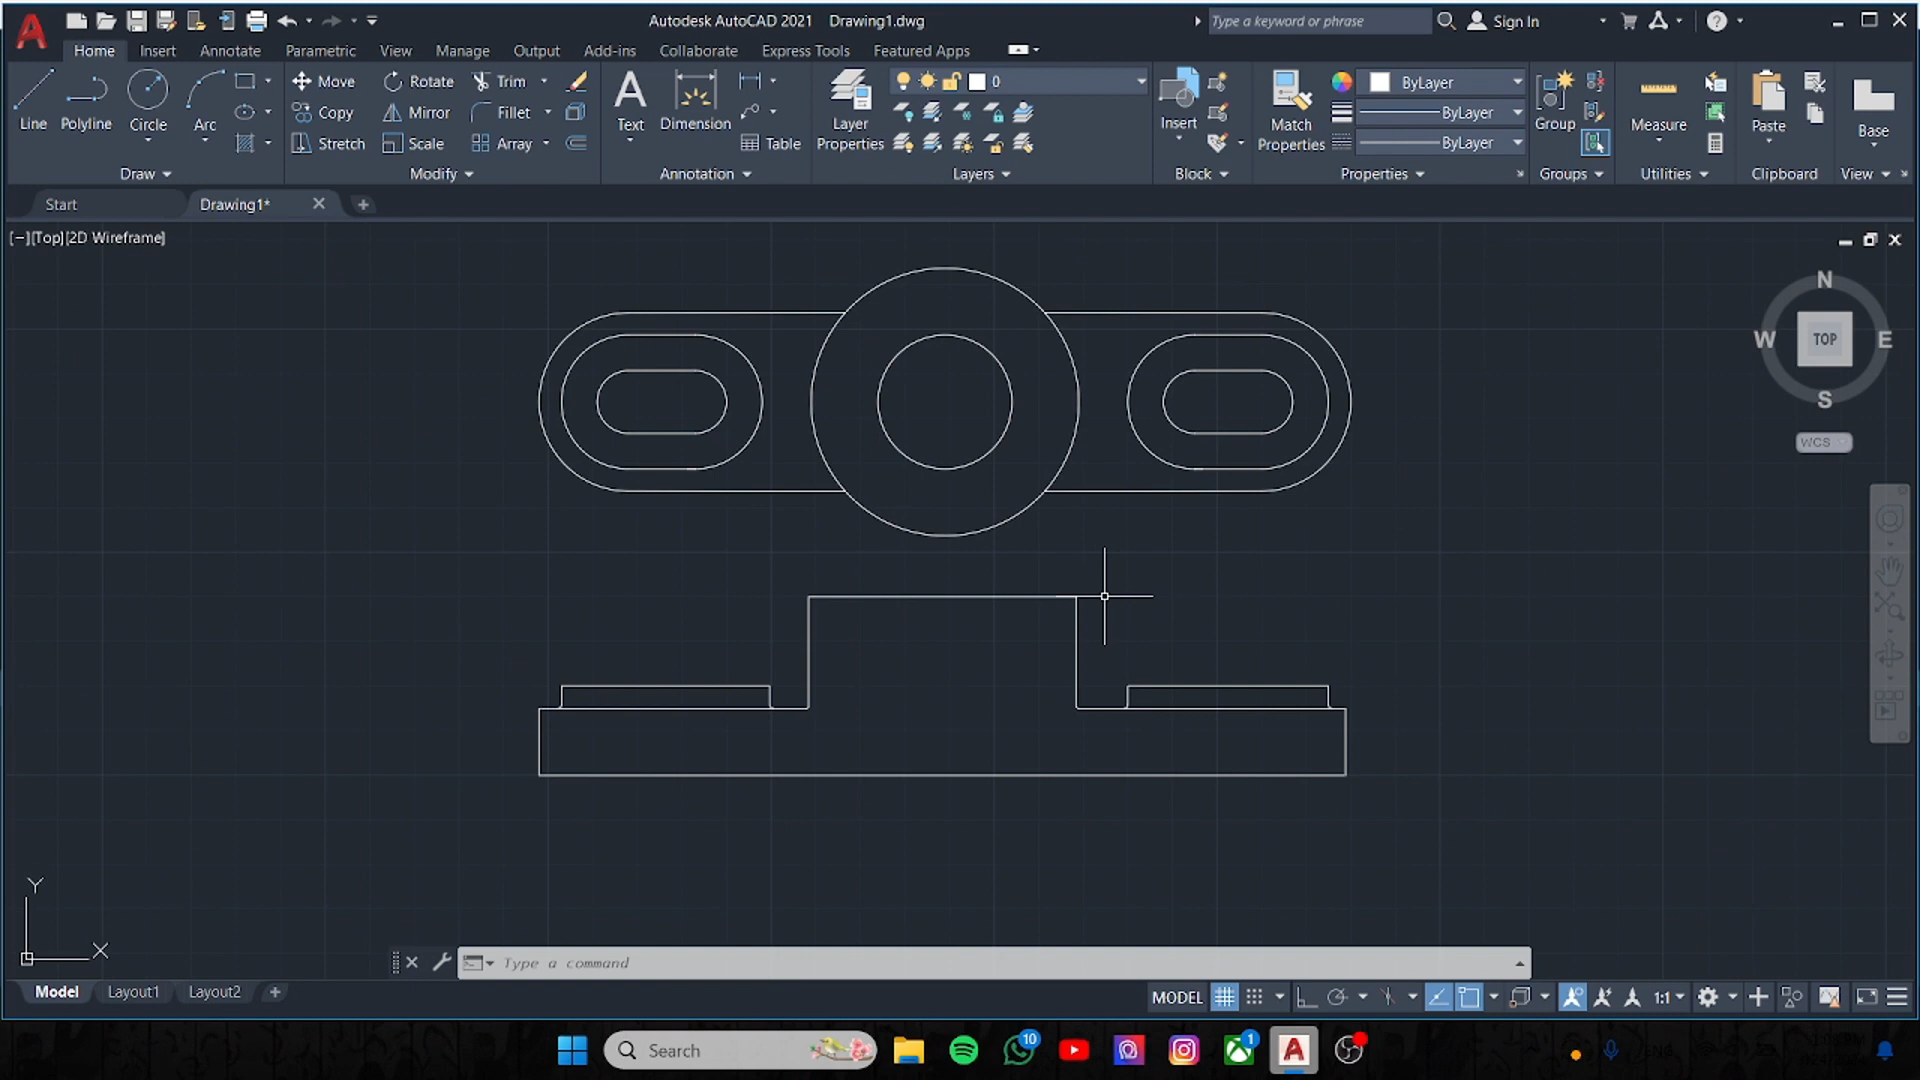 Autodesk AutoCAD 2021 Drawing1.dwg
Type a keyword or phrase
Sign In
Home Insert Annotate Parametric View Manage Output Add-ins Collaborate Express Tools Featured Apps
Line Polyline Circle Arc
Move Rotate Trim
Copy Mirror Fillet
Stretch Scale Array
Text Dimension
Table
Layer Properties
0
Insert
Match Properties
ByLayer
ByLayer
ByLayer
Group
Measure
Paste
Base
Draw Modify Annotation Layers Block Properties Groups Utilities Clipboard View
Start Drawing1*
[−][Top][2D Wireframe]
N
W TOP E
S
WCS
Y
X
Type a command
Model Layout1 Layout2
MODEL
1:1
Search
10
1